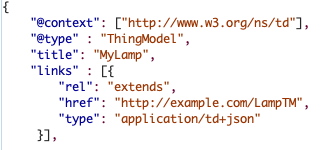 {
"@context": ["http://www.w3.org/ns/td"],
"@type" : "ThingModel",
"title": "MyLamp",
"links" : [{
"rel": "extends",
"href": "http://example.com/LampTM",
"type": "application/td+json"
}],